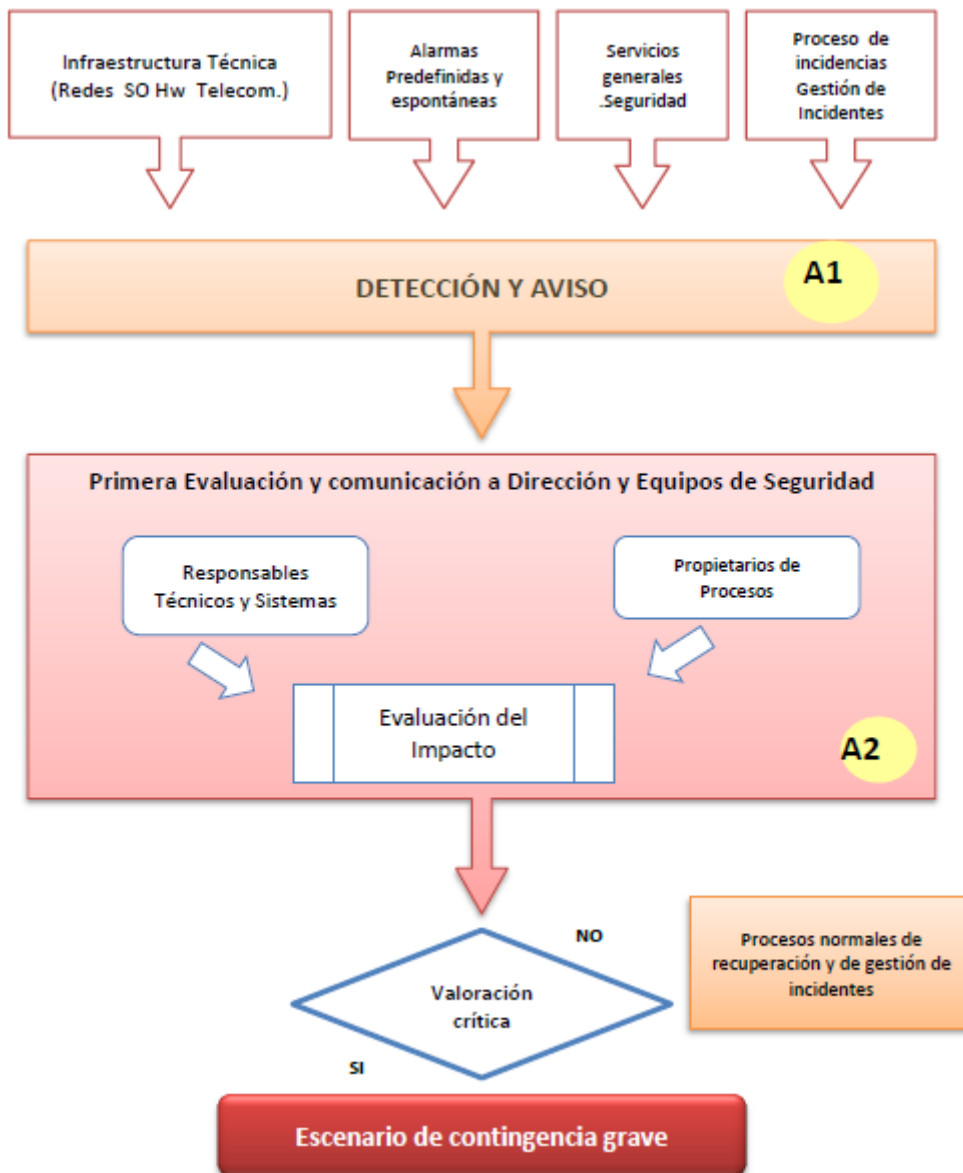 Infraestructura Técnica
(Redes SO Hw Telecom.)
Alarmas
Predefinidas y
espontáneas
Servicios
generales
.Seguridad
Proceso de
incidencias
Gestión de
Incidentes
DETECCIÓN Y AVISO
A1
Primera Evaluación y comunicación a Dirección y Equipos de Seguridad
Responsables
Técnicos y Sistemas
Propietarios de
Procesos
Evaluación del
Impacto
A2
NO
Procesos normales de
recuperación y de gestión de
incidentes
Valoración
crítica
SI
Escenario de contingencia grave